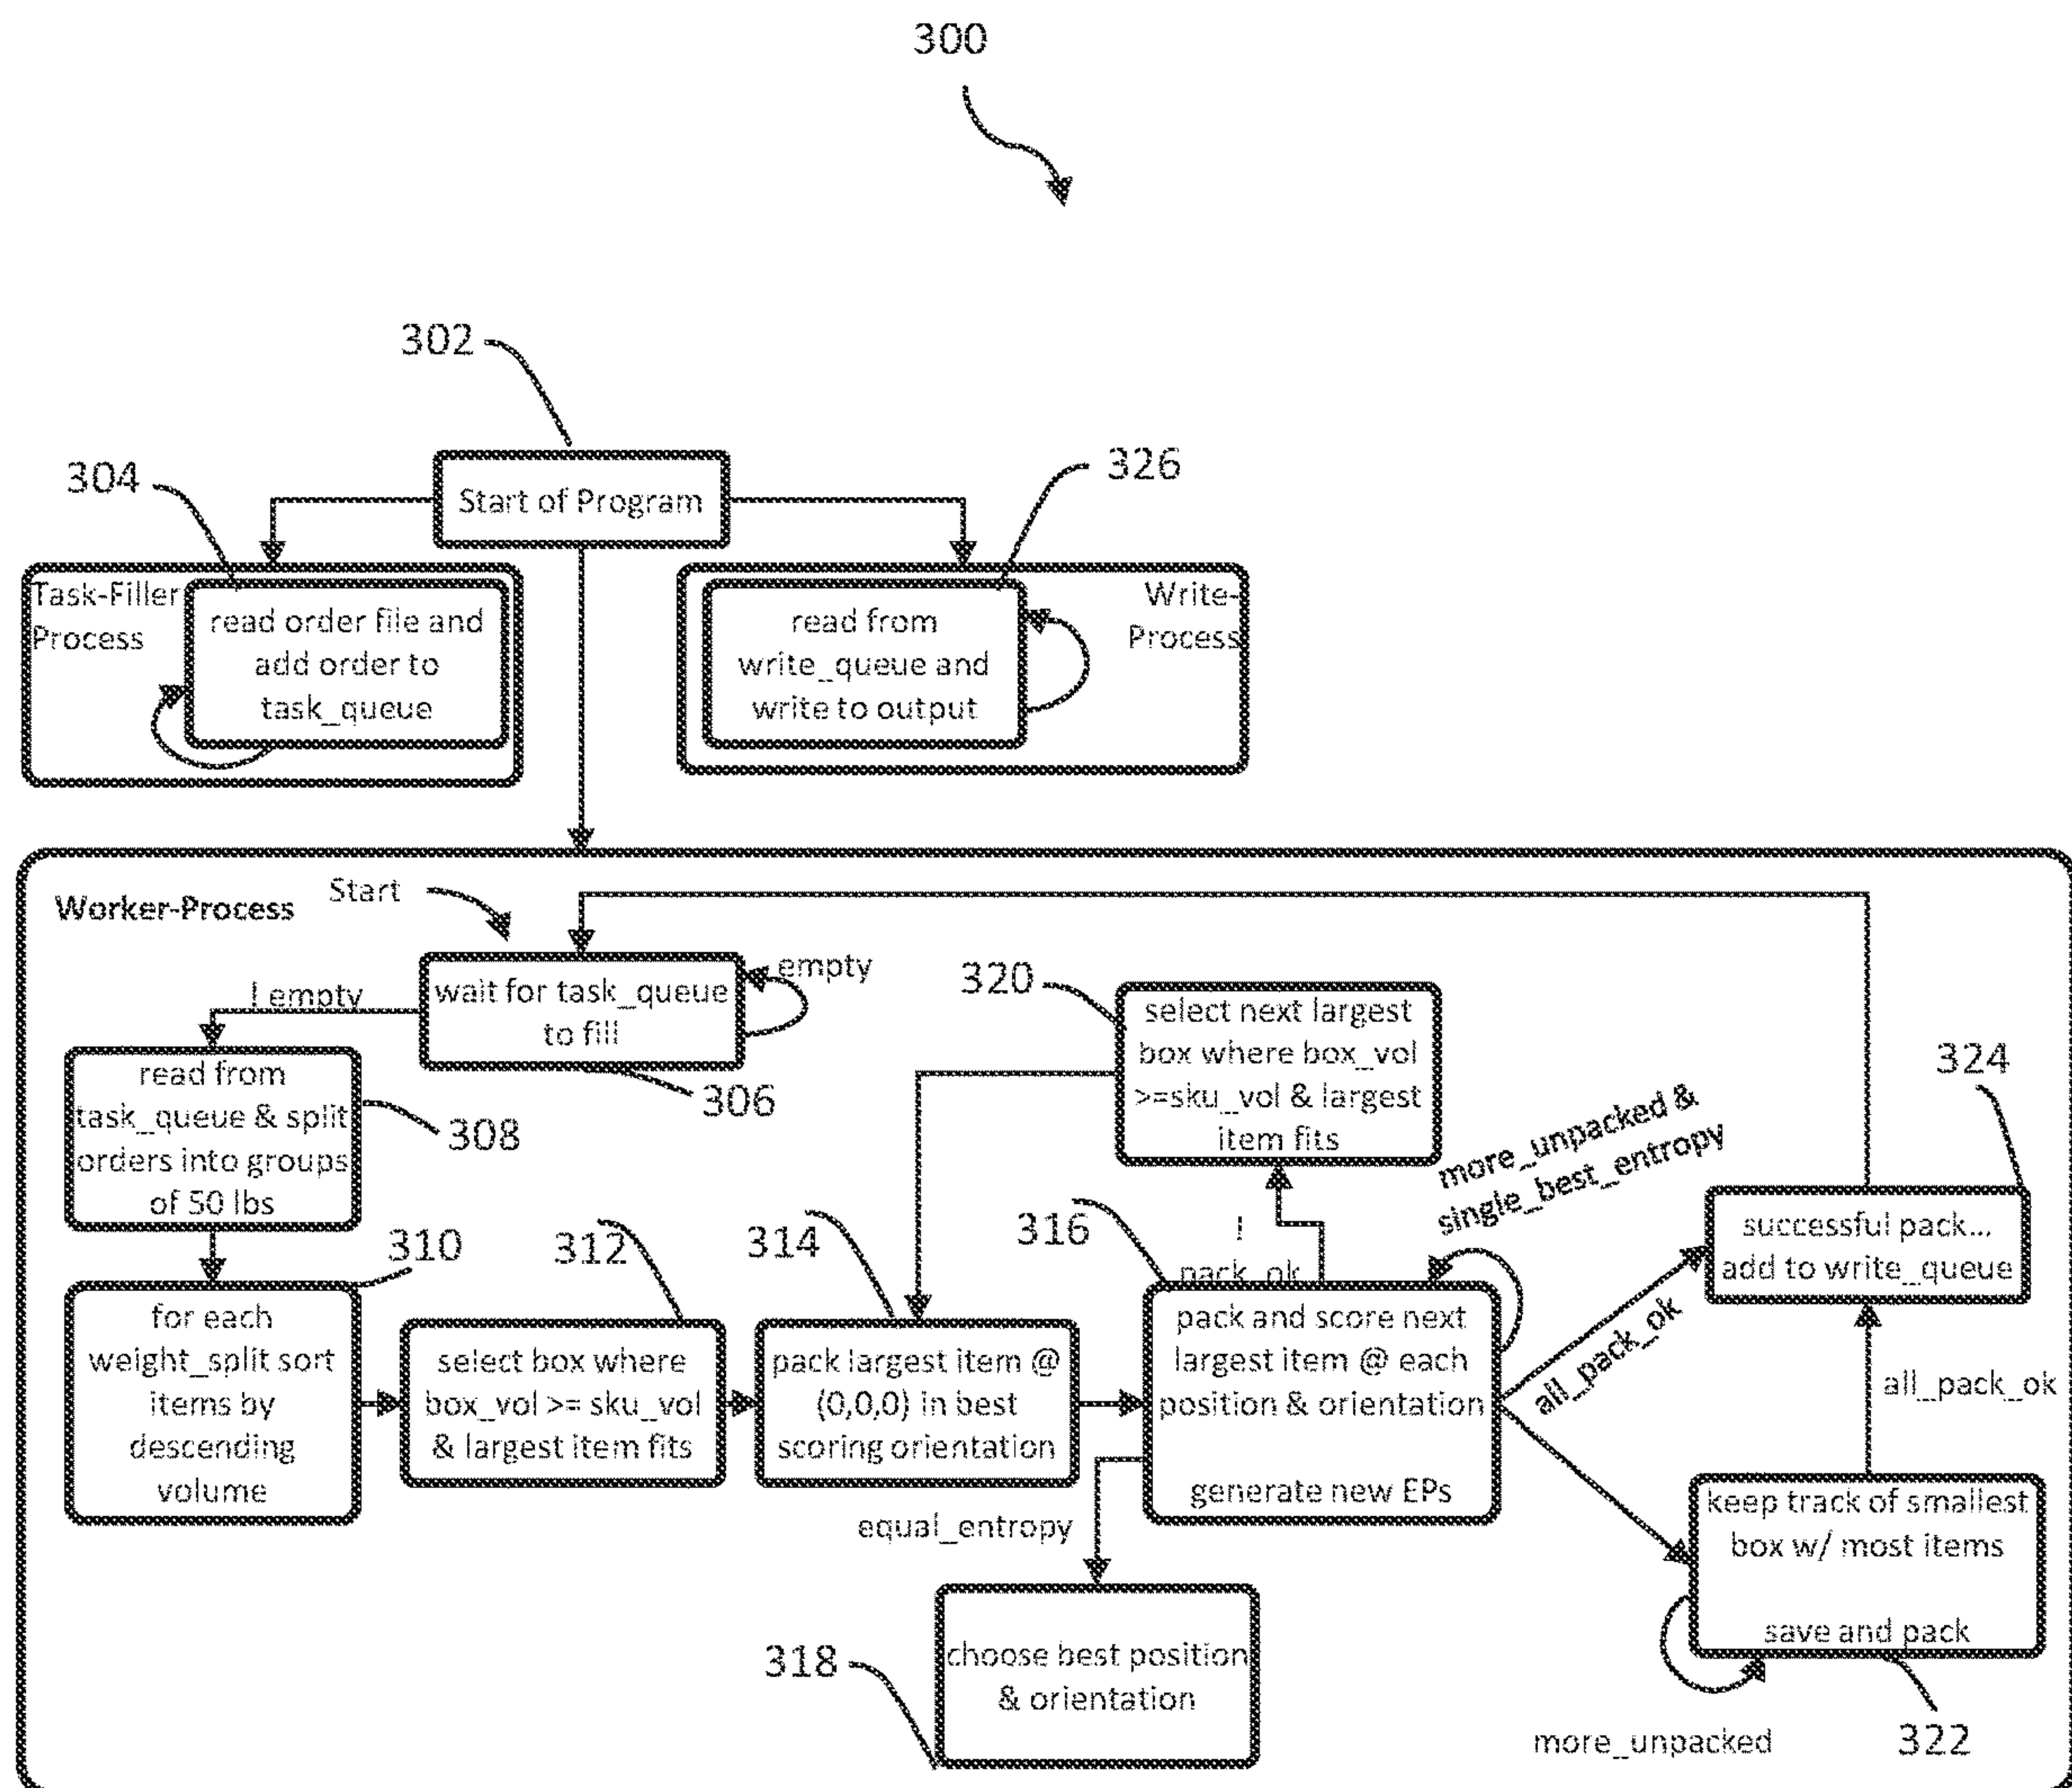 300
302
304
326
Start of Program
Task-Filler
Process
read order file and
add order to
task_queue
read from
write_queue and
write to output
Write-
Process
Worker-Process
Start
wait for task_queue
to fill
empty
! empty
306
read from
task_queue & split
orders into groups
of 50 lbs
308
310
for each
weight_split sort
items by
descending
volume
312
select box where
box_vol >= sku_vol
& largest item fits
314
pack largest item @
(0,0,0) in best
scoring orientation
320
select next largest
box where box_vol
>=sku_vol & largest
item fits
316
!
pack_ok
more_unpacked &
single_best_entropy
pack and score next
largest item @ each
position & orientation
generate new EPs
equal_entropy
318
choose best position
& orientation
324
successful pack...
add to write_queue
all_pack_ok
all_pack_ok
keep track of smallest
box w/ most items
save and pack
more_unpacked
322